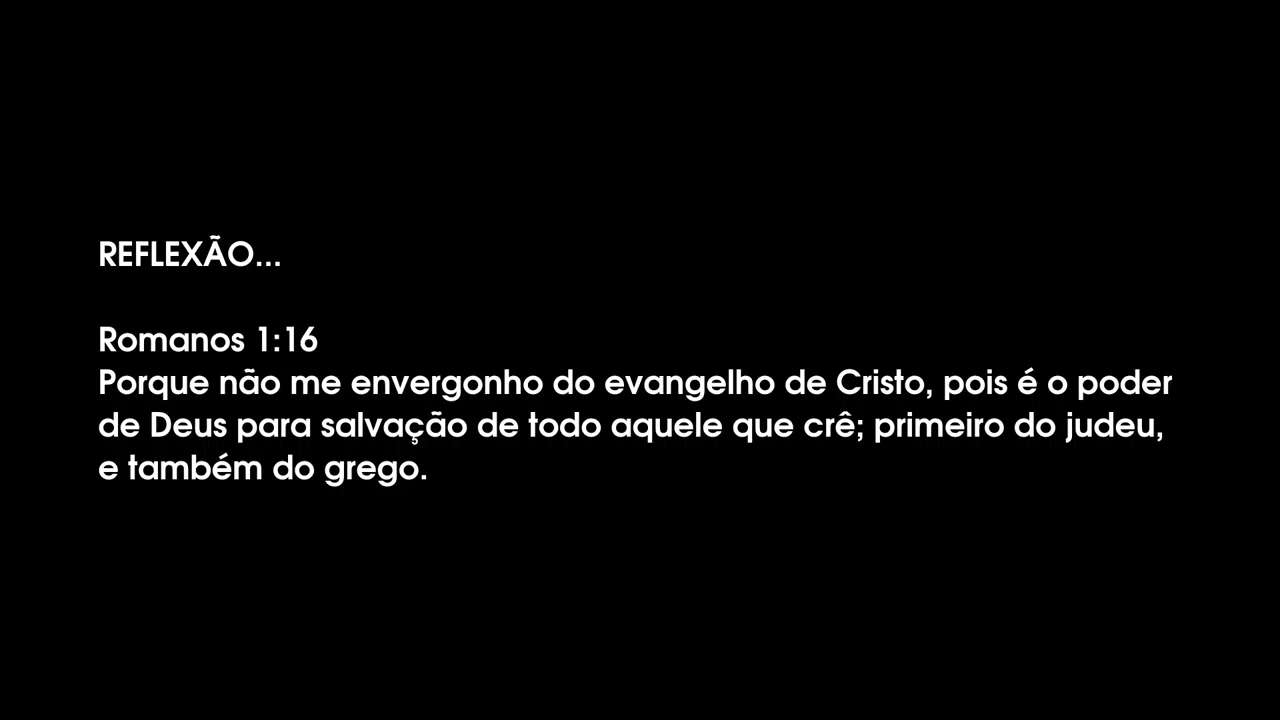 REFLEXÃO...
Romanos 1:16
Porque não me envergonho do evangelho de Cristo, pois é o poder
de Deus para salvação de todo aquele que crê; primeiro do judeu,
e também do grego.